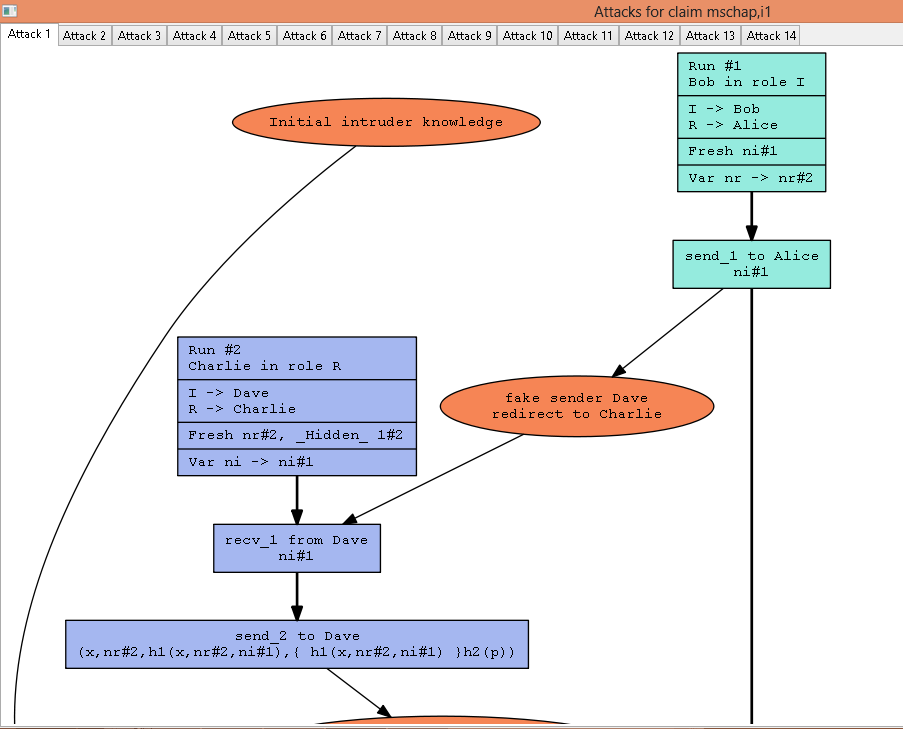 Attacks for claim mschap,i1
Attack 1 Attack 2 Attack 3 Attack 4 Attack 5 Attack 6 Attack 7 Attack 8 Attack 9 Attack 10 Attack 11 Attack 12 Attack 13 Attack 14
Run #1
Bob in role I
I -> Bob
R -> Alice
Fresh ni#1
Var nr -> nr#2
Initial intruder knowledge
send_1 to Alice
ni#1
Run #2
Charlie in role R
I -> Dave
R -> Charlie
Fresh nr#2, _Hidden_ 1#2
Var ni -> ni#1
fake sender Dave
redirect to Charlie
recv_1 from Dave
ni#1
send_2 to Dave
(x,nr#2,h1(x,nr#2,ni#1),{ h1(x,nr#2,ni#1) }h2(p))